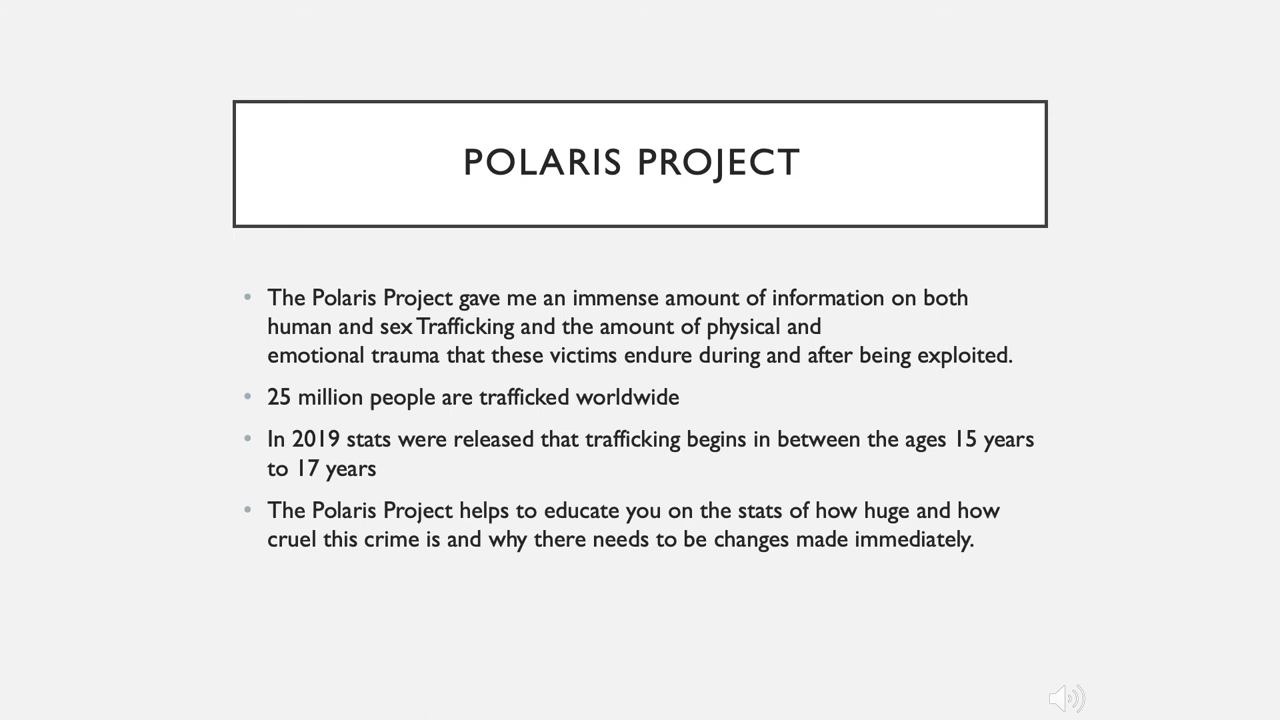 POLARIS PROJECT
• The Polaris Project gave me an immense amount of information on both
human and sex Trafficking and the amount of physical and
emotional trauma that these victims endure during and after being exploited.
• 25 million people are trafficked worldwide
• In 2019 stats were released that trafficking begins in between the ages 15 years
to 17 years
• The Polaris Project helps to educate you on the stats of how huge and how
cruel this crime is and why there needs to be changes made immediately.